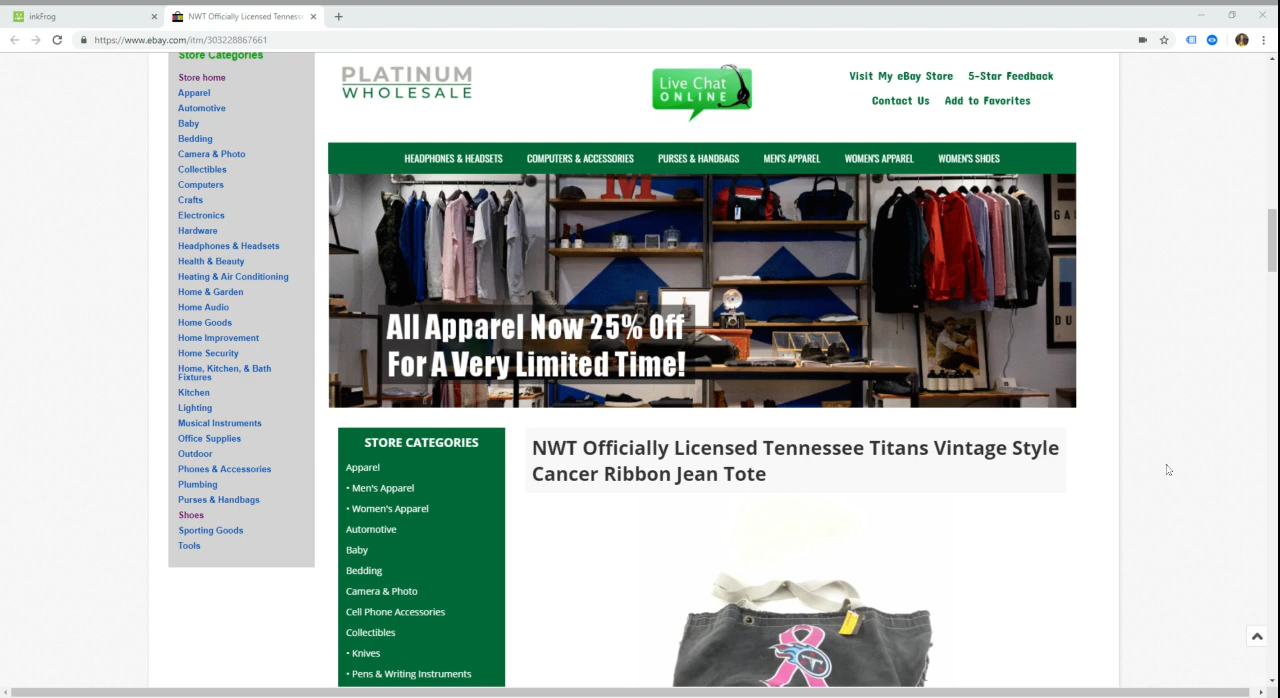 inkFrog
NWT Officially Licensed Tenness
https://www.ebay.com/itm/303228867661
Store Categories
Store home
Apparel
Automotive
Baby
Bedding
Camera & Photo
Collectibles
Computers
Crafts
Electronics
Hardware
Headphones & Headsets
Health & Beauty
Heating & Air Conditioning
Home & Garden
Home Audio
Home Goods
Home Improvement
Home Security
Home, Kitchen, & Bath
Fixtures
Kitchen
Lighting
Musical Instruments
Office Supplies
Outdoor
Phones & Accessories
Plumbing
Purses & Handbags
Shoes
Sporting Goods
Tools
PLATINUM
WHOLESALE
Live Chat
ONLINE
Visit My eBay Store 5-Star Feedback
Contact Us Add to Favorites
HEADPHONES & HEADSETS COMPUTERS & ACCESSORIES PURSES & HANDBAGS MEN'S APPAREL WOMEN'S APPAREL WOMEN'S SHOES
M
GA
DU
All Apparel Now 25% Off
For A Very Limited Time!
STORE CATEGORIES
Apparel
• Men's Apparel
• Women's Apparel
Automotive
Baby
Bedding
Camera & Photo
Cell Phone Accessories
Collectibles
• Knives
• Pens & Writing Instruments
NWT Officially Licensed Tennessee Titans Vintage Style
Cancer Ribbon Jean Tote
T